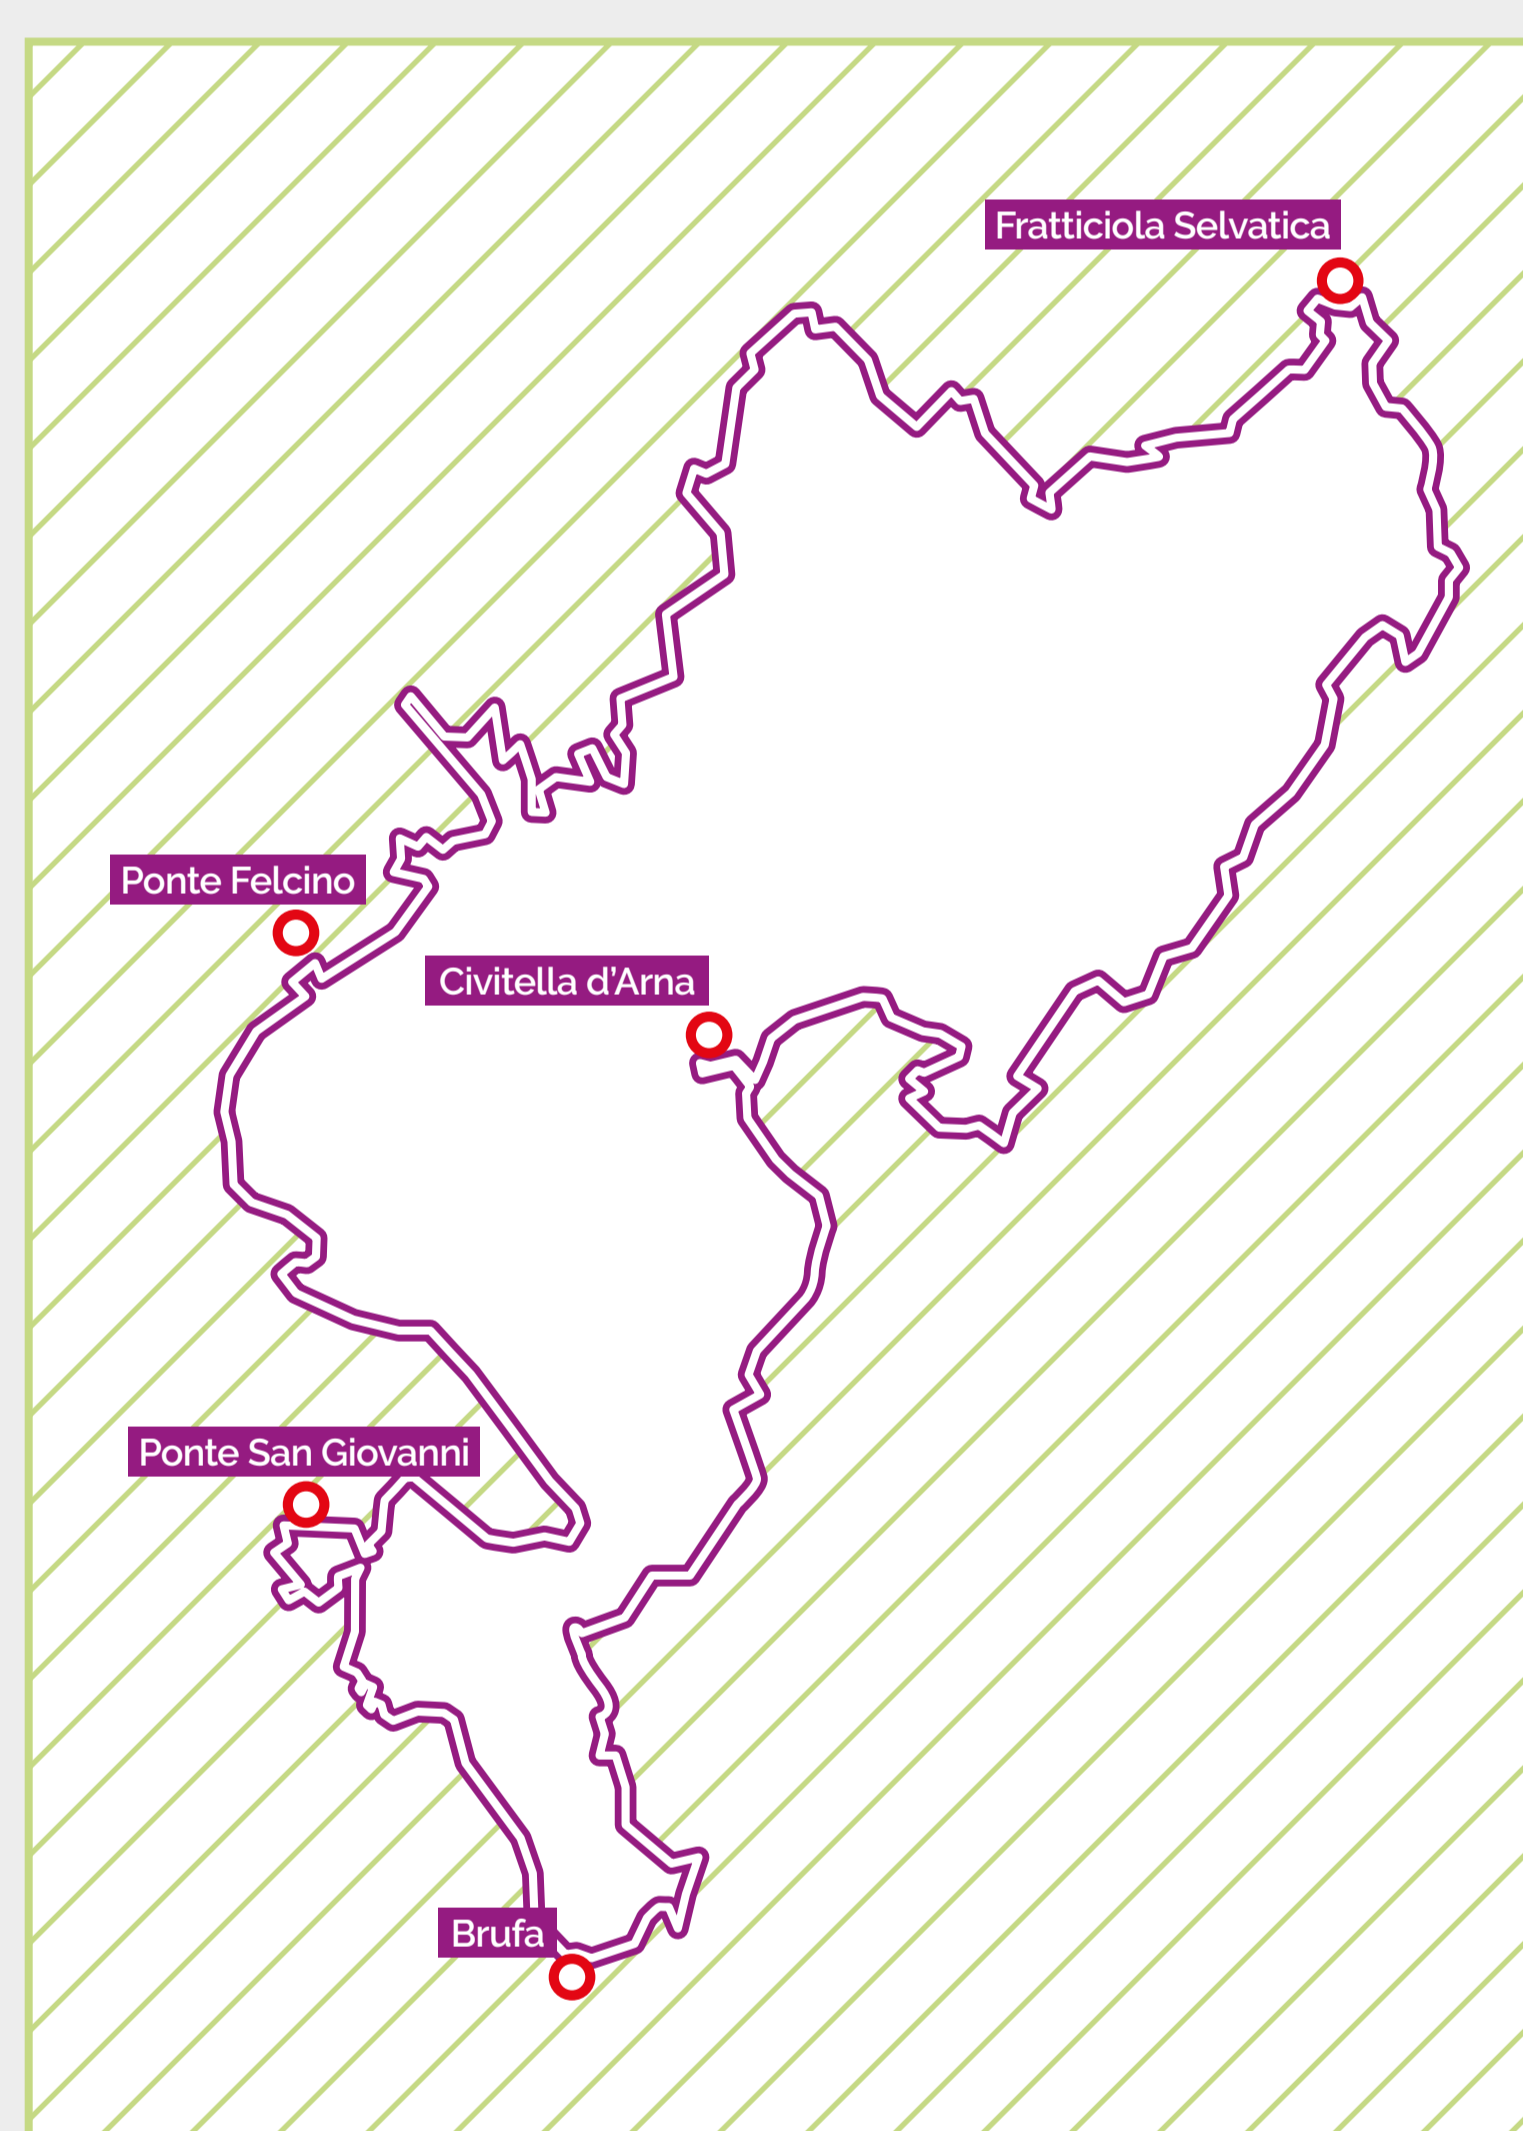 Fratticiola Selvatica
Ponte Felcino
Civitella d'Arna
Ponte San Giovanni
Brufa